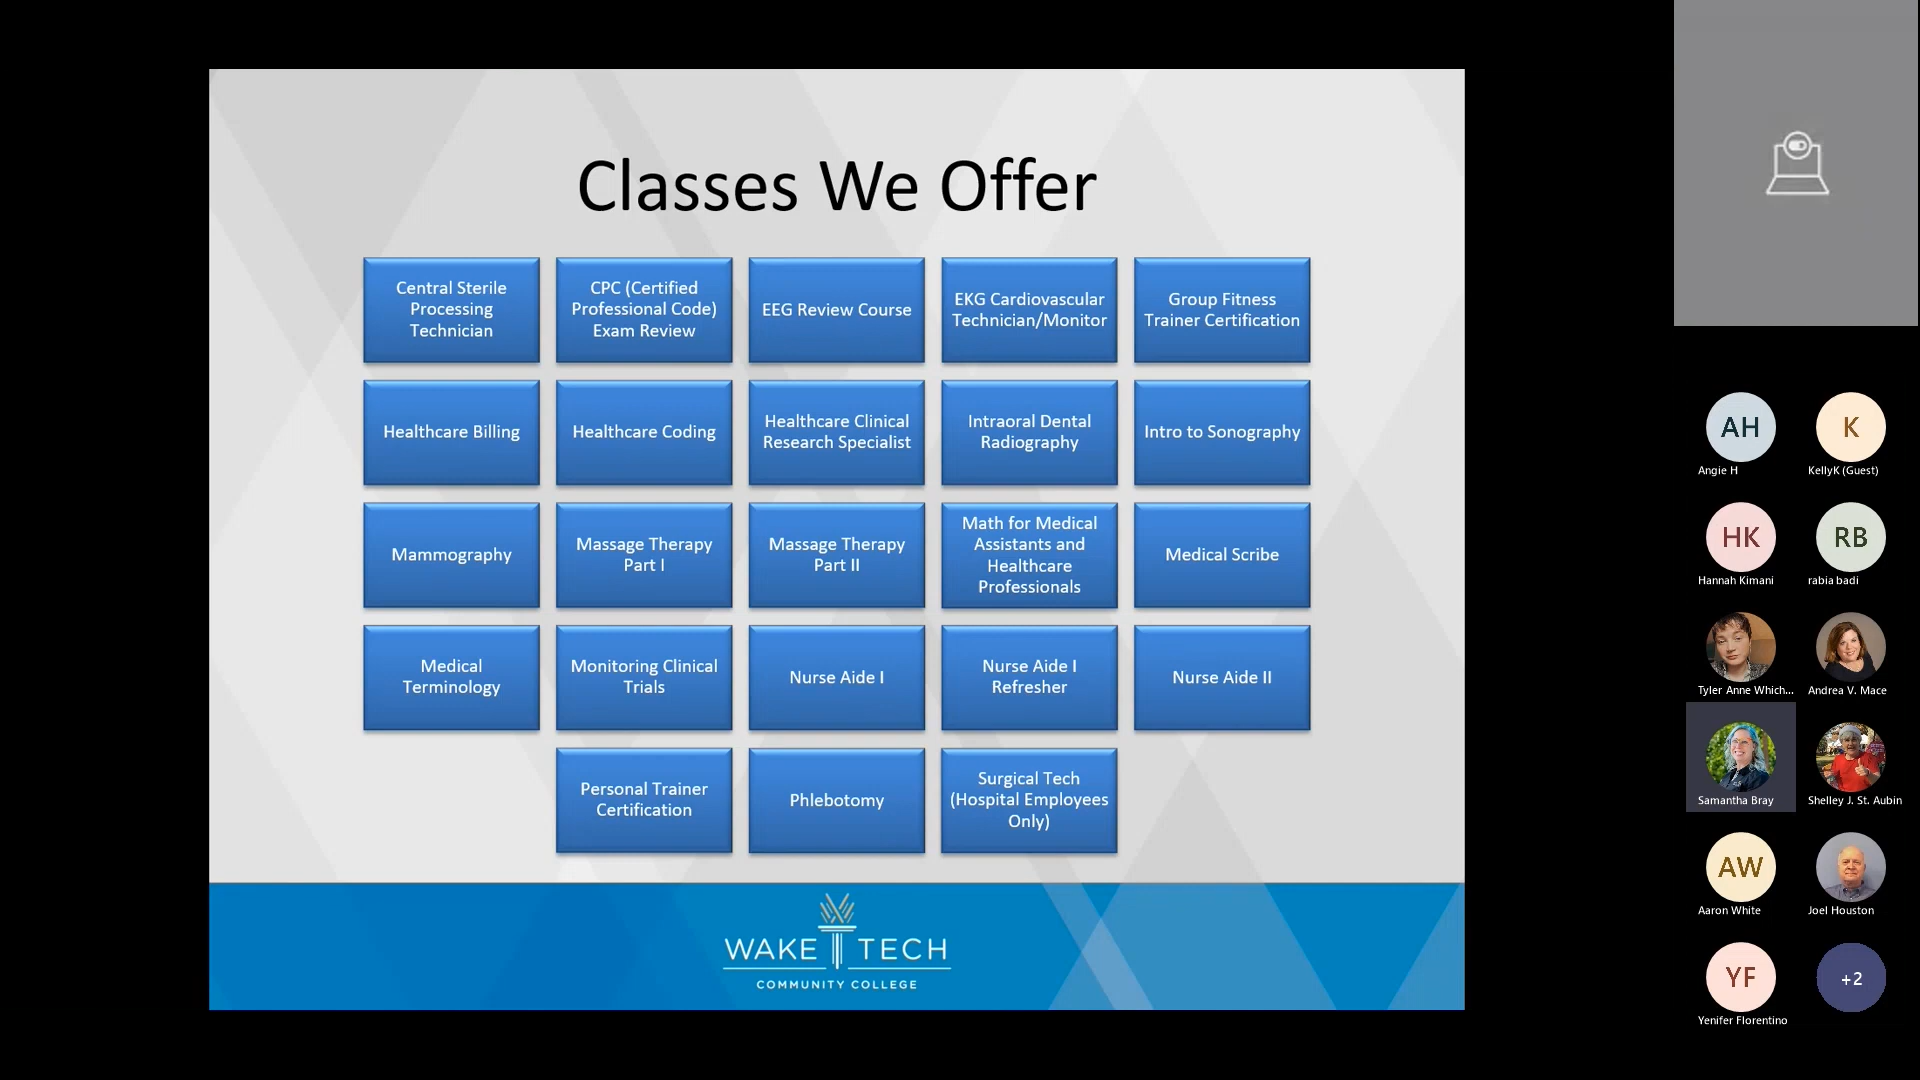 Classes We Offer
Central Sterile
Processing
Technician
CPC (Certified
Professional Code)
Exam Review
EEG Review Course
EKG Cardiovascular
Technician/Monitor
Group Fitness
Trainer Certification
Healthcare Billing
Healthcare Coding
Healthcare Clinical
Research Specialist
Intraoral Dental
Radiography
Intro to Sonography
Mammography
Massage Therapy
Part I
Massage Therapy
Part II
Math for Medical
Assistants and
Healthcare
Professionals
Medical Scribe
Medical
Terminology
Monitoring Clinical
Trials
Nurse Aide I
Nurse Aide I
Refresher
Nurse Aide II
Personal Trainer
Certification
Phlebotomy
Surgical Tech
(Hospital Employees
Only)
WAKE TECH
COMMUNITY COLLEGE
AH
Angie H
K
KellyK (Guest)
HK
Hannah Kimani
RB
rabia badi
Tyler Anne Which...
Andrea V. Mace
Samantha Bray
Shelley J. St. Aubin
AW
Aaron White
Joel Houston
YF
Yenifer Florentino
+2